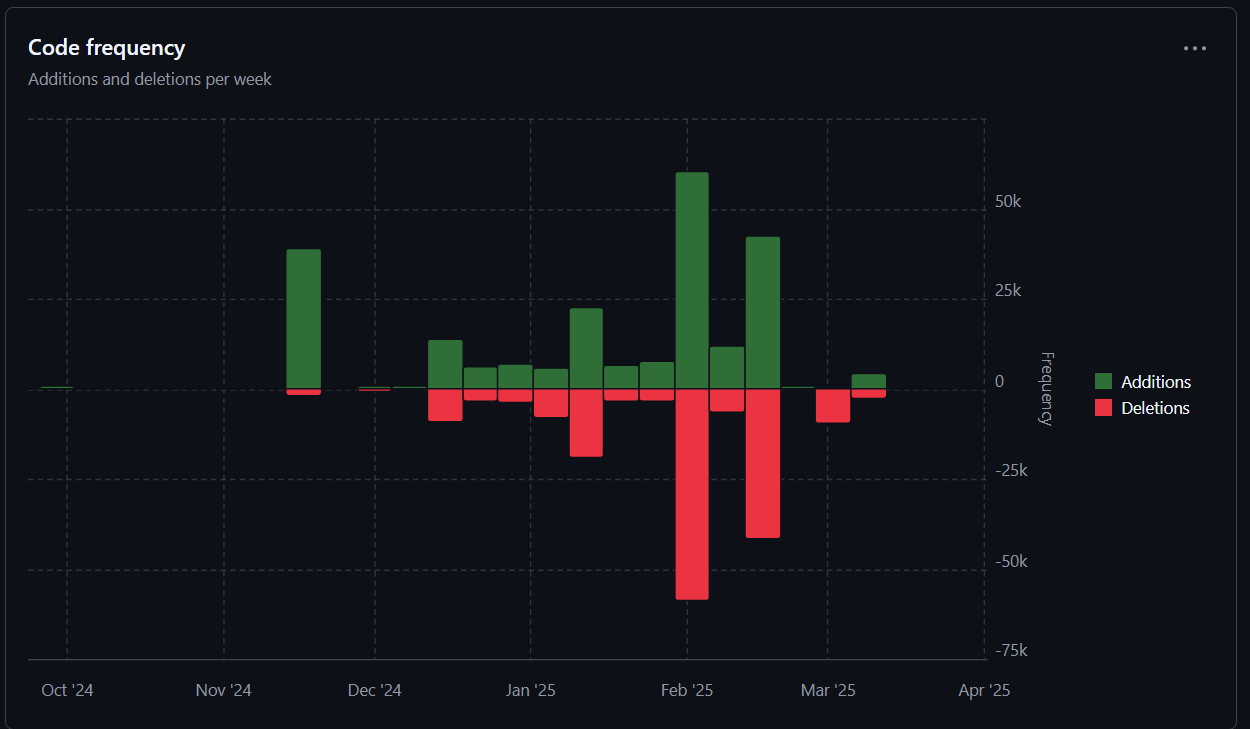 Code frequency
Additions and deletions per week
50k
25k
0
-25k
-50k
-75k
Frequency
Additions
Deletions
Oct '24
Nov '24
Dec '24
Jan '25
Feb '25
Mar '25
Apr '25